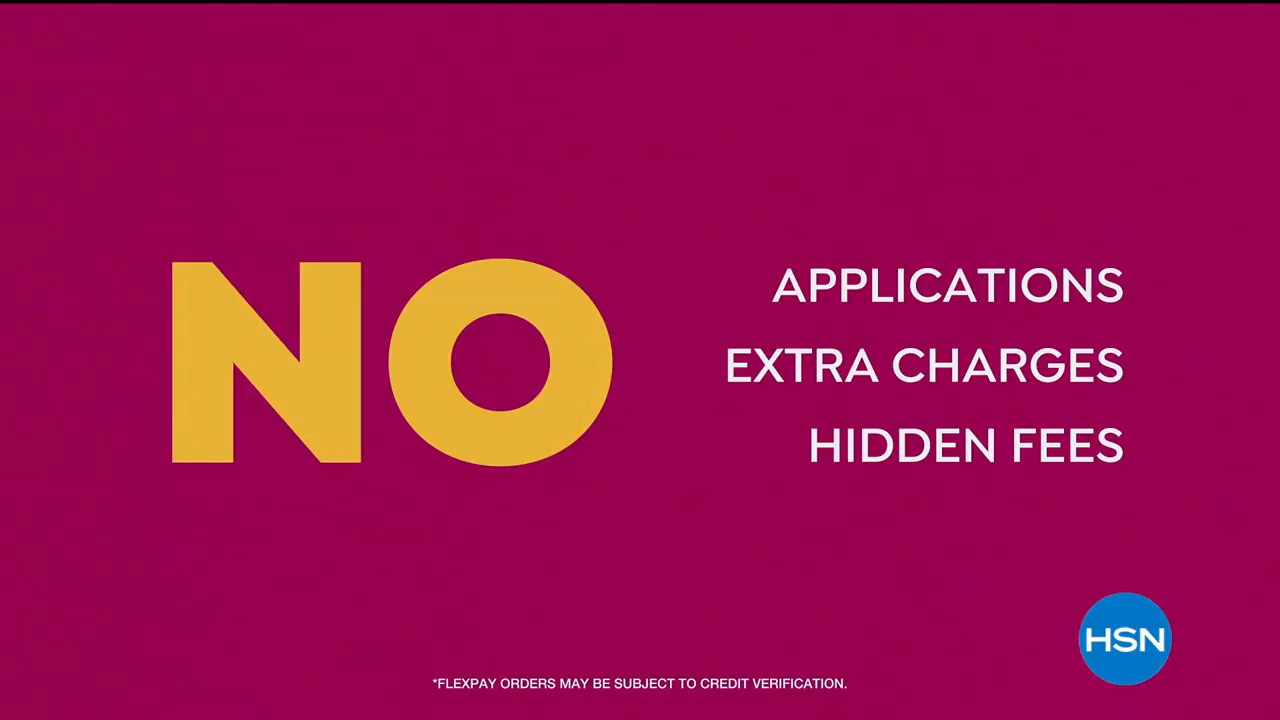 NO
APPLICATIONS
EXTRA CHARGES
HIDDEN FEES
HSN
*FLEXPAY ORDERS MAY BE SUBJECT TO CREDIT VERIFICATION.